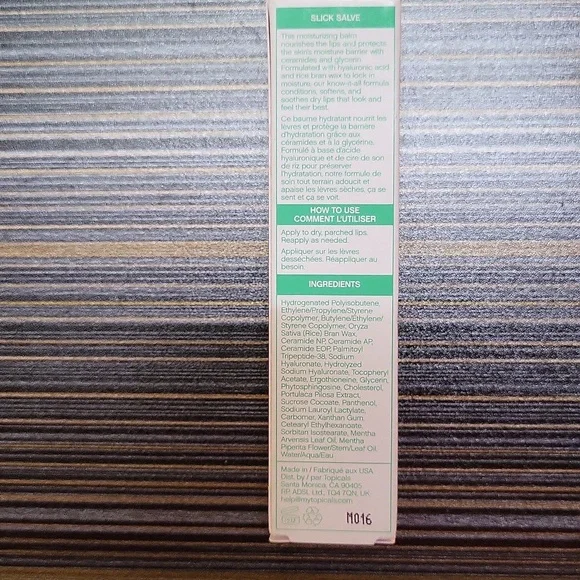 SLICK SALVE
This moisturizing balm
nourishes the lips and protects
the skin's moisture barrier with
ceramides and glycerin.
Formulated with hyaluronic acid
and rice bran wax to lock in
moisture, our know-it-all formula
conditions, softens, and
soothes dry lips that look and
feel their best.
Ce baume hydratant nourrit les
lèvres et protège la barrière
d'hydratation grâce aux
céramides et à la glycérine.
Formulé à base d'acide
hyaluronique et de cire de son
de riz pour préserver
l'hydratation, notre formule de
soin tout terrain adoucit et
apaise les lèvres sèches, ça se
sent et ça se voit.
HOW TO USE
COMMENT L'UTILISER
Apply to dry, parched lips.
Reapply as needed.
Appliquer sur les lèvres
desséchées. Réappliquer au
besoin.
INGREDIENTS
Hydrogenated Polyisobutene,
Ethylene/Propylene/Styrene
Copolymer, Butylene/Ethylene/
Styrene Copolymer, Oryza
Sativa (Rice) Bran Wax,
Ceramide NP, Ceramide AP,
Ceramide EOP, Palmitoyl
Tripeptide-38, Sodium
Hyaluronate, Hydrolyzed
Sodium Hyaluronate, Tocopheryl
Acetate, Ergothioneine, Glycerin,
Phytosphingosine, Cholesterol,
Portulaca Pilosa Extract,
Sucrose Cocoate, Panthenol,
Sodium Lauroyl Lactylate,
Carbomer, Xanthan Gum,
Cetearyl Ethylhexanoate,
Sorbitan Isostearate, Mentha
Arvensis Leaf Oil, Mentha
Piperita Flower/Stem/Leaf Oil,
Water/Aqua/Eau
Made in / Fabriqué aux USA
Dist. by / par Topicals
Santa Monica, CA 90405
RP: ADSL Ltd., TQ4 7QN, UK
help@mytopicals.com
M016